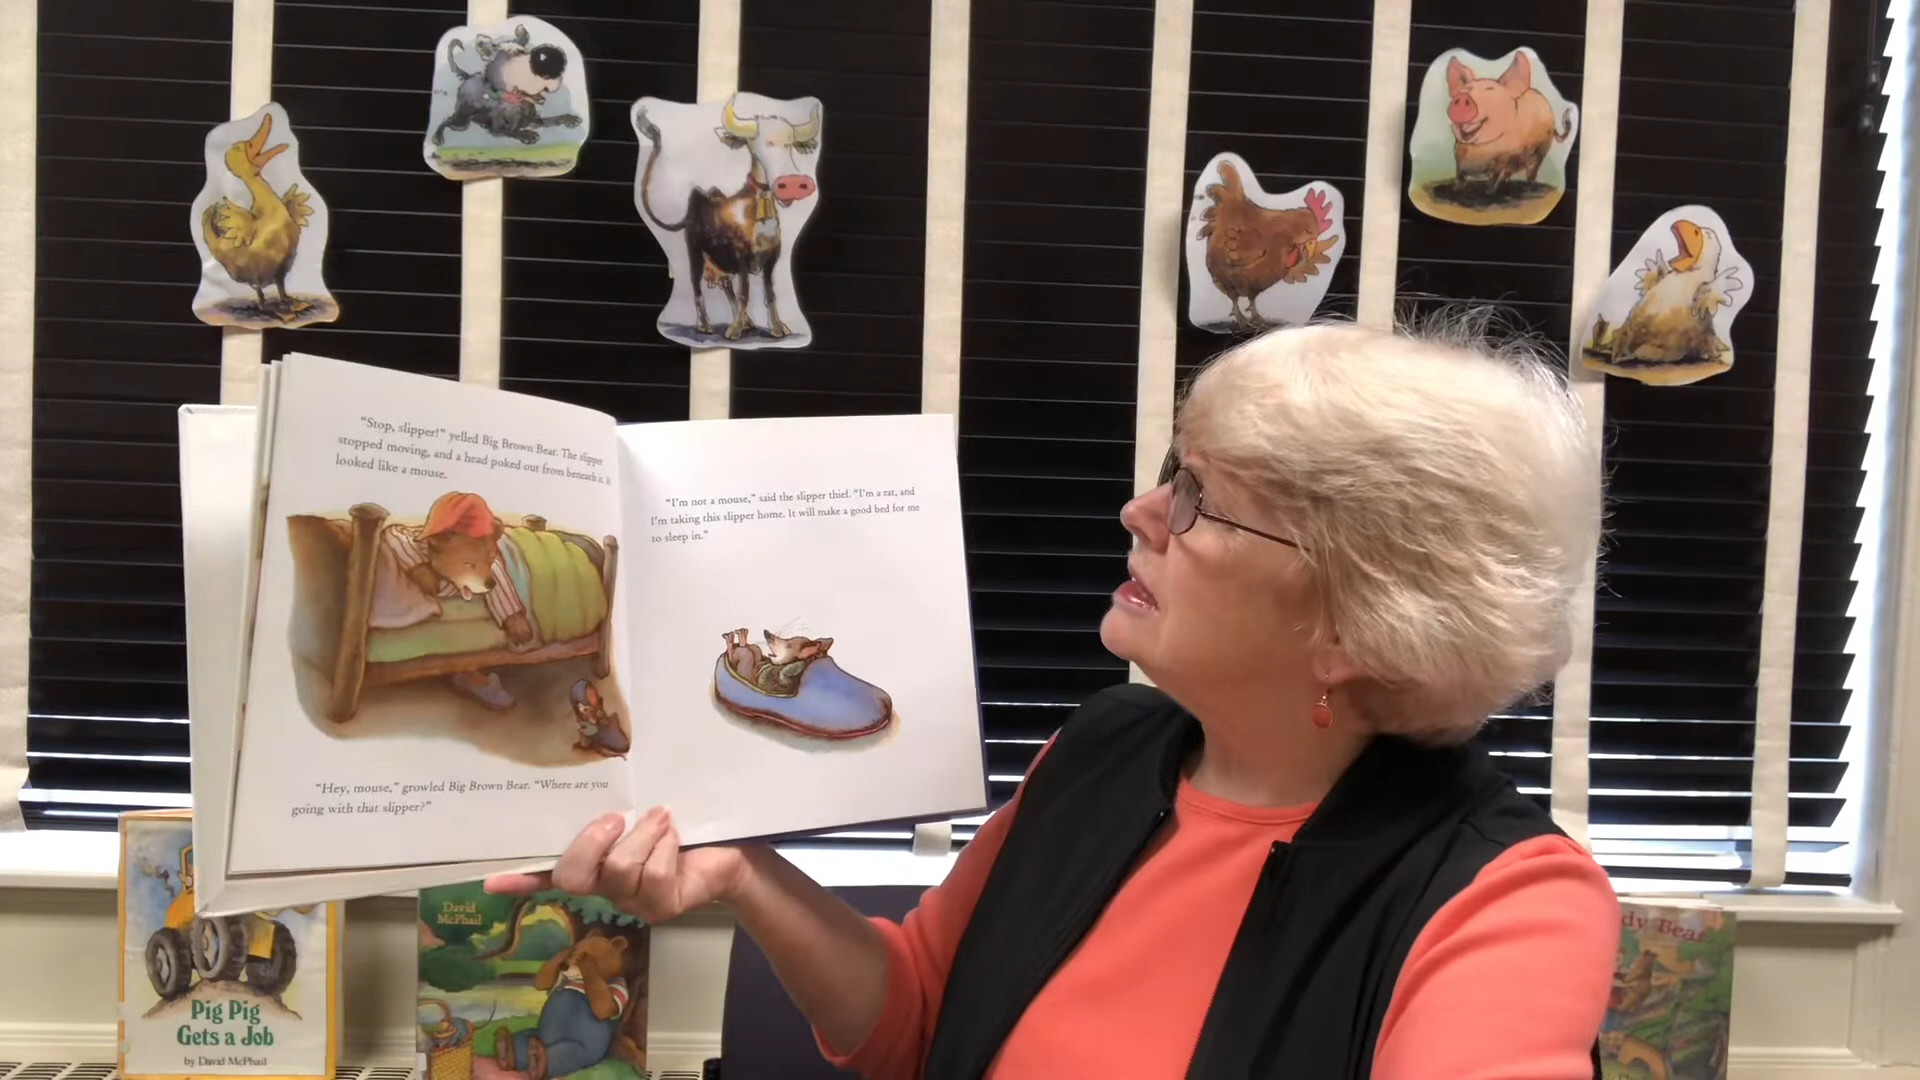 "Stop, slipper!" yelled Big Brown Bear. The slipper
stopped moving, and a head poked out from beneath it. It
looked like a mouse.
"Hey, mouse," growled Big Brown Bear. "Where are you
going with that slipper?"
"I'm not a mouse," said the slipper thief. "I'm a rat, and
I'm taking this slipper home. It will make a good bed for me
to sleep in."
Pig Pig
Gets a Job
by David McPhail
David
McPhail
dy Bear